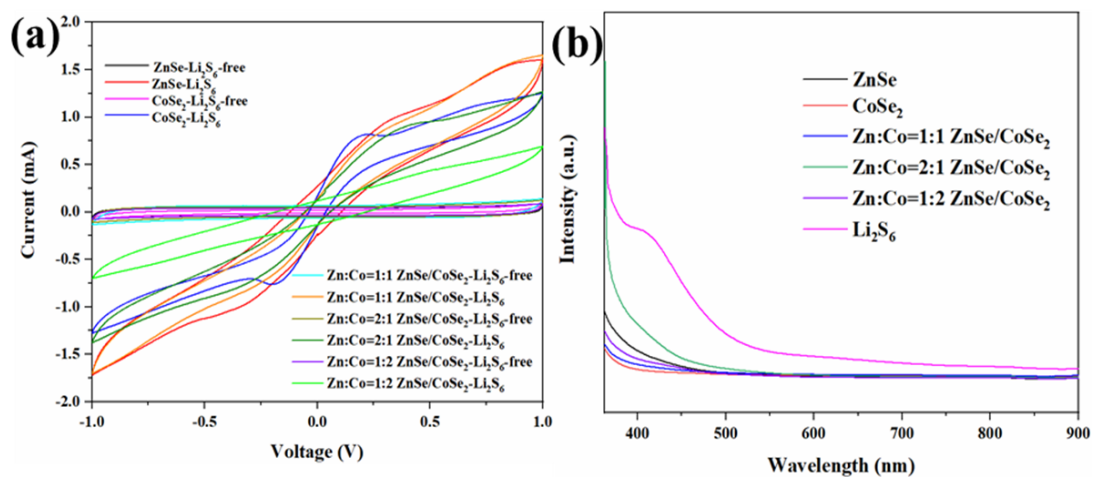 (a)
2.0
1.5
1.0
0.5
0.0
-0.5
-1.0
-1.5
-2.0
Current (mA)
ZnSe-Li₂S₆-free
ZnSe-Li₂S₆
CoSe₂-Li₂S₆-free
CoSe₂-Li₂S₆
Zn:Co=1:1 ZnSe/CoSe₂-Li₂S₆-free
Zn:Co=1:1 ZnSe/CoSe₂-Li₂S₆
Zn:Co=2:1 ZnSe/CoSe₂-Li₂S₆-free
Zn:Co=2:1 ZnSe/CoSe₂-Li₂S₆
Zn:Co=1:2 ZnSe/CoSe₂-Li₂S₆-free
Zn:Co=1:2 ZnSe/CoSe₂-Li₂S₆
-1.0 -0.5 0.0 0.5 1.0
Voltage (V)
(b)
Intensity (a.u.)
ZnSe
CoSe₂
Zn:Co=1:1 ZnSe/CoSe₂
Zn:Co=2:1 ZnSe/CoSe₂
Zn:Co=1:2 ZnSe/CoSe₂
Li₂S₆
400 500 600 700 800 900
Wavelength (nm)